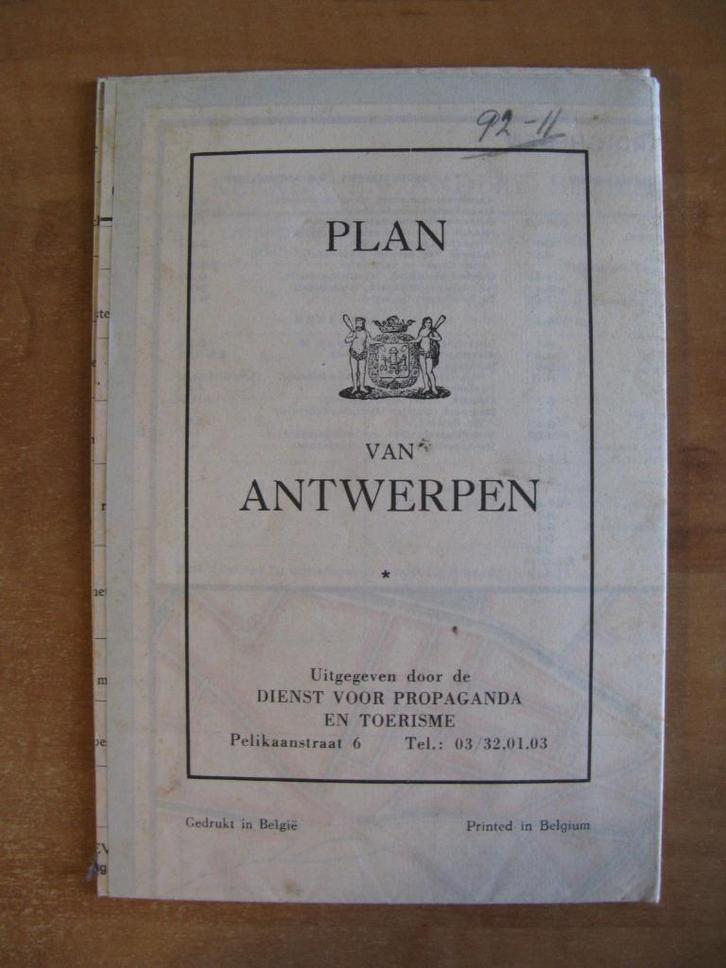 92-11
PLAN
VAN
ANTWERPEN
*
Uitgegeven door de
DIENST VOOR PROPAGANDA
EN TOERISME
Pelikaanstraat 6 Tel.: 03/32.01.03
Gedrukt in België Printed in Belgium